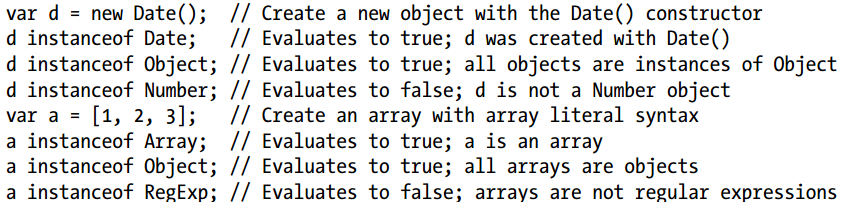 var d = new Date();  // Create a new object with the Date() constructor
d instanceof Date;   // Evaluates to true; d was created with Date()
d instanceof Object; // Evaluates to true; all objects are instances of Object
d instanceof Number; // Evaluates to false; d is not a Number object
var a = [1, 2, 3];   // Create an array with array literal syntax
a instanceof Array;  // Evaluates to true; a is an array
a instanceof Object; // Evaluates to true; all arrays are objects
a instanceof RegExp; // Evaluates to false; arrays are not regular expressions